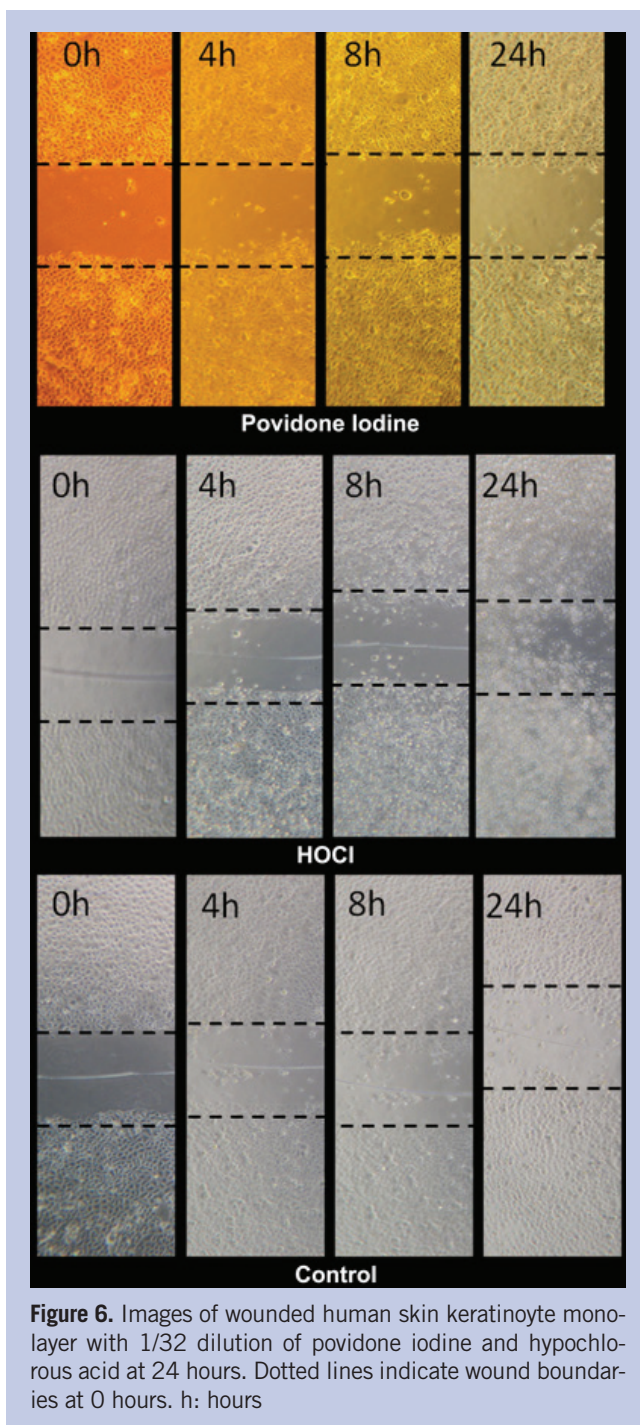 0h 4h 8h 24h
Povidone Iodine
0h 4h 8h 24h
HOCl
0h 4h 8h 24h
Control
Figure 6. Images of wounded human skin keratinoyte mono-
layer with 1/32 dilution of povidone iodine and hypochlo-
rous acid at 24 hours. Dotted lines indicate wound boundar-
ies at 0 hours. h: hours